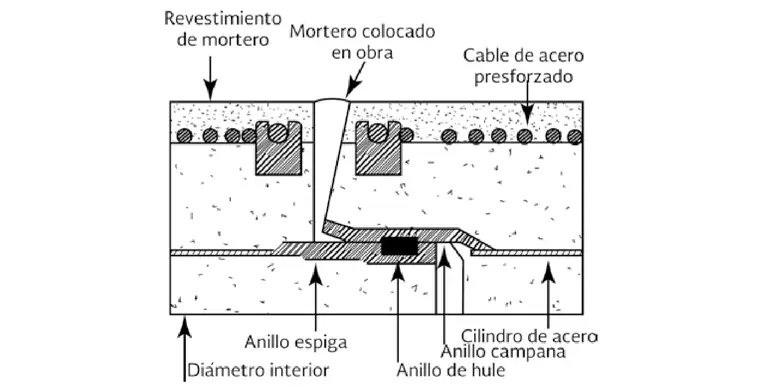 Revestimiento
de mortero
Mortero colocado
en obra
Cable de acero
presforzado
Anillo espiga
Cilindro de acero
Anillo campana
Diámetro interior
Anillo de hule